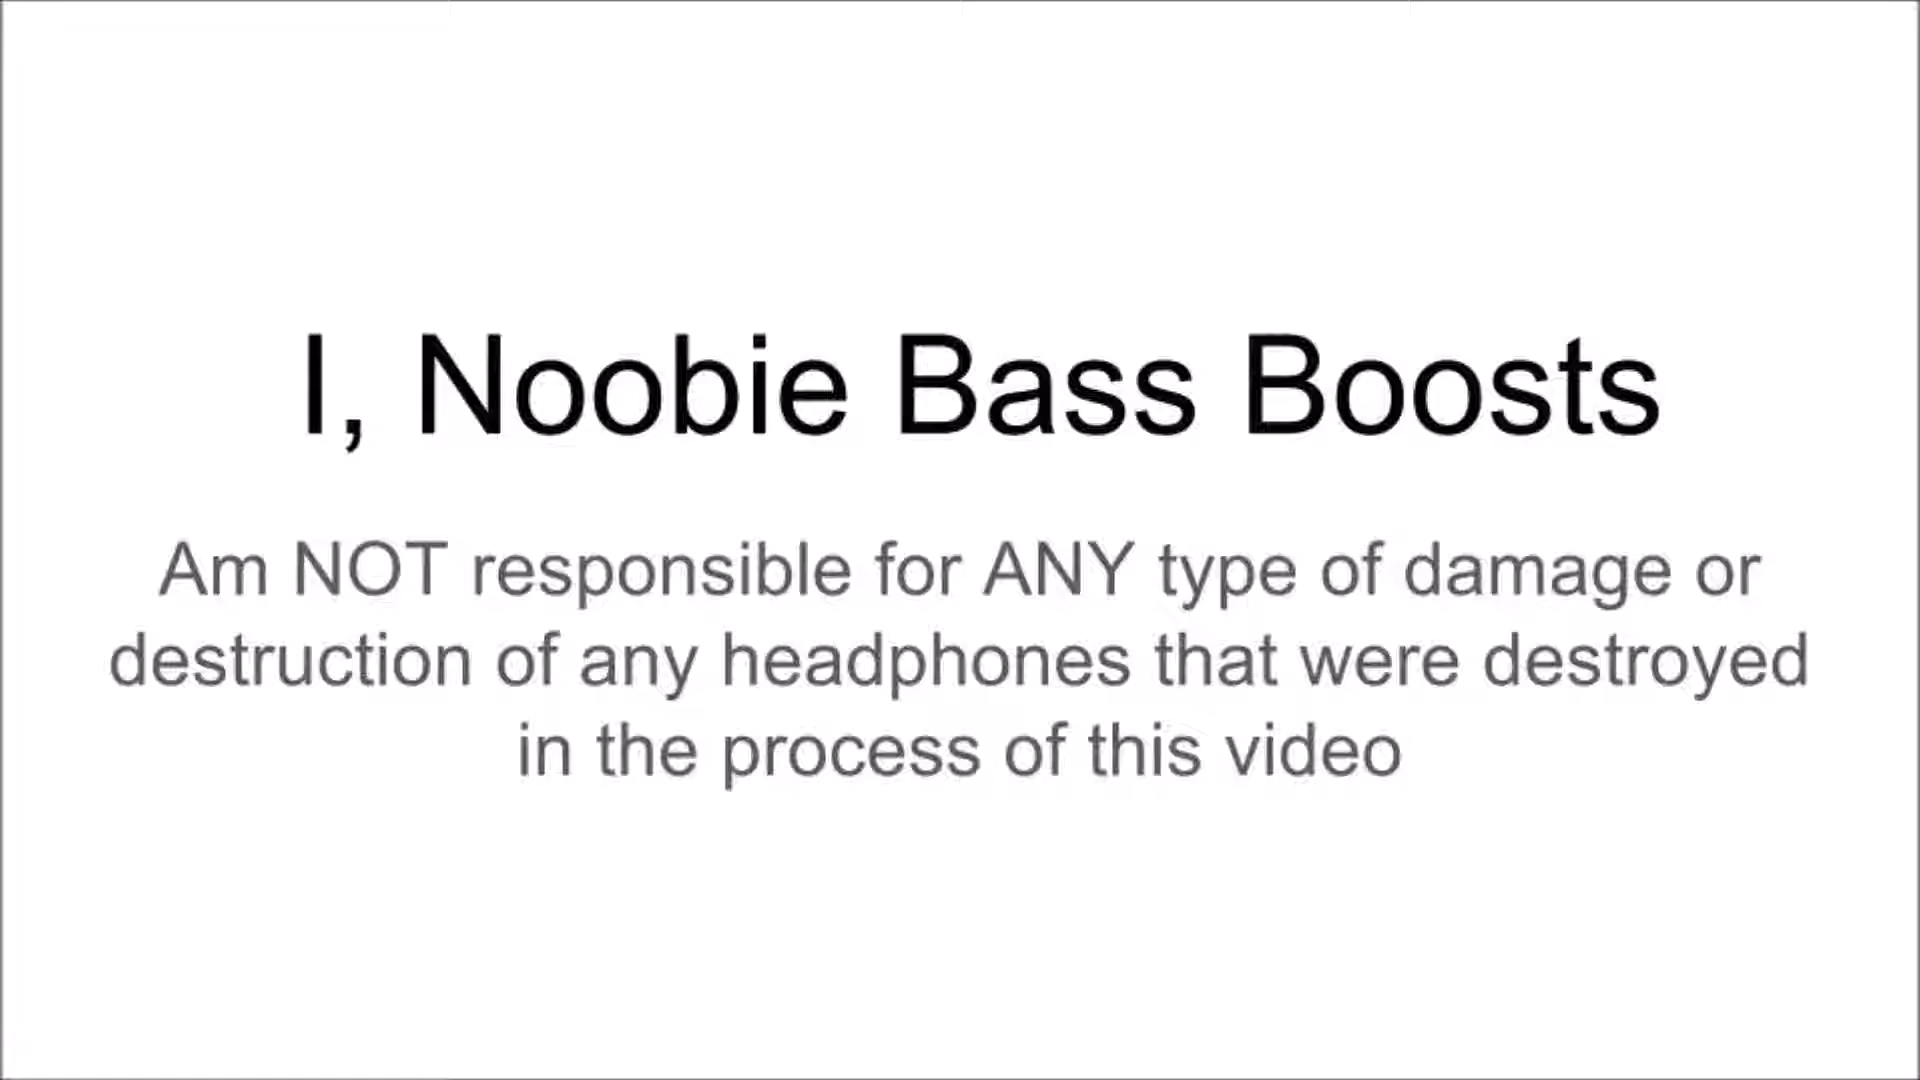 I, Noobie Bass Boosts
Am NOT responsible for ANY type of damage or
destruction of any headphones that were destroyed
in the process of this video